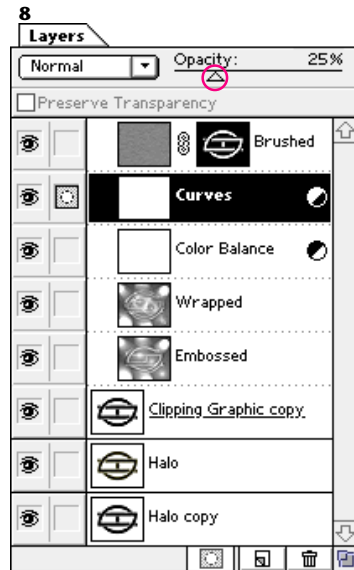 8
Layers
Normal Opacity: 25%
Preserve Transparency
Brushed
Curves
Color Balance
Wrapped
Embossed
Clipping Graphic copy
Halo
Halo copy